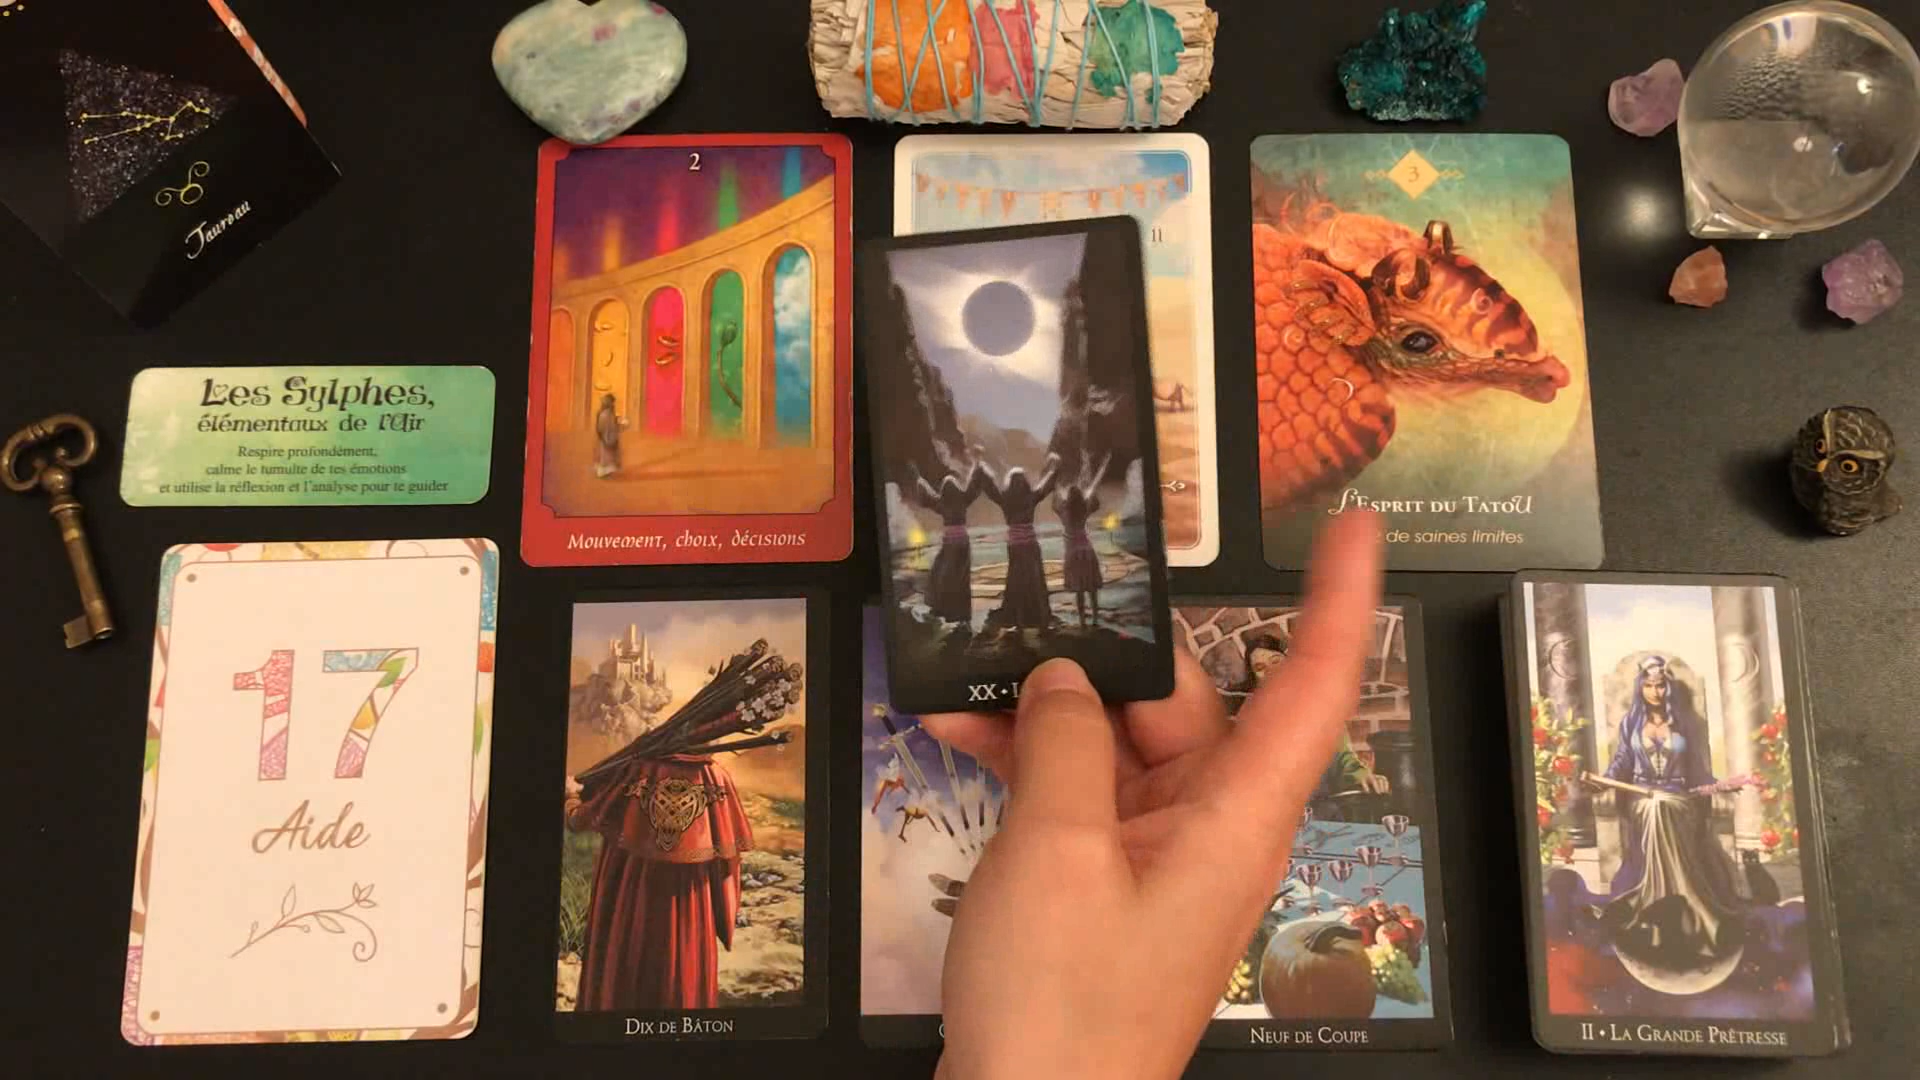 Taureau
2
11
3
Les Sylphes,
élémentaux de l'Air
Respire profondément,
calme le tumulte de tes émotions
et utilise la réflexion et l'analyse pour te guider
Mouvement, choix, décisions
L'Esprit du Tatou
de saines limites
17
Aide
XX • L
Dix de Bâton
Neuf de Coupe
II • La Grande Prêtresse